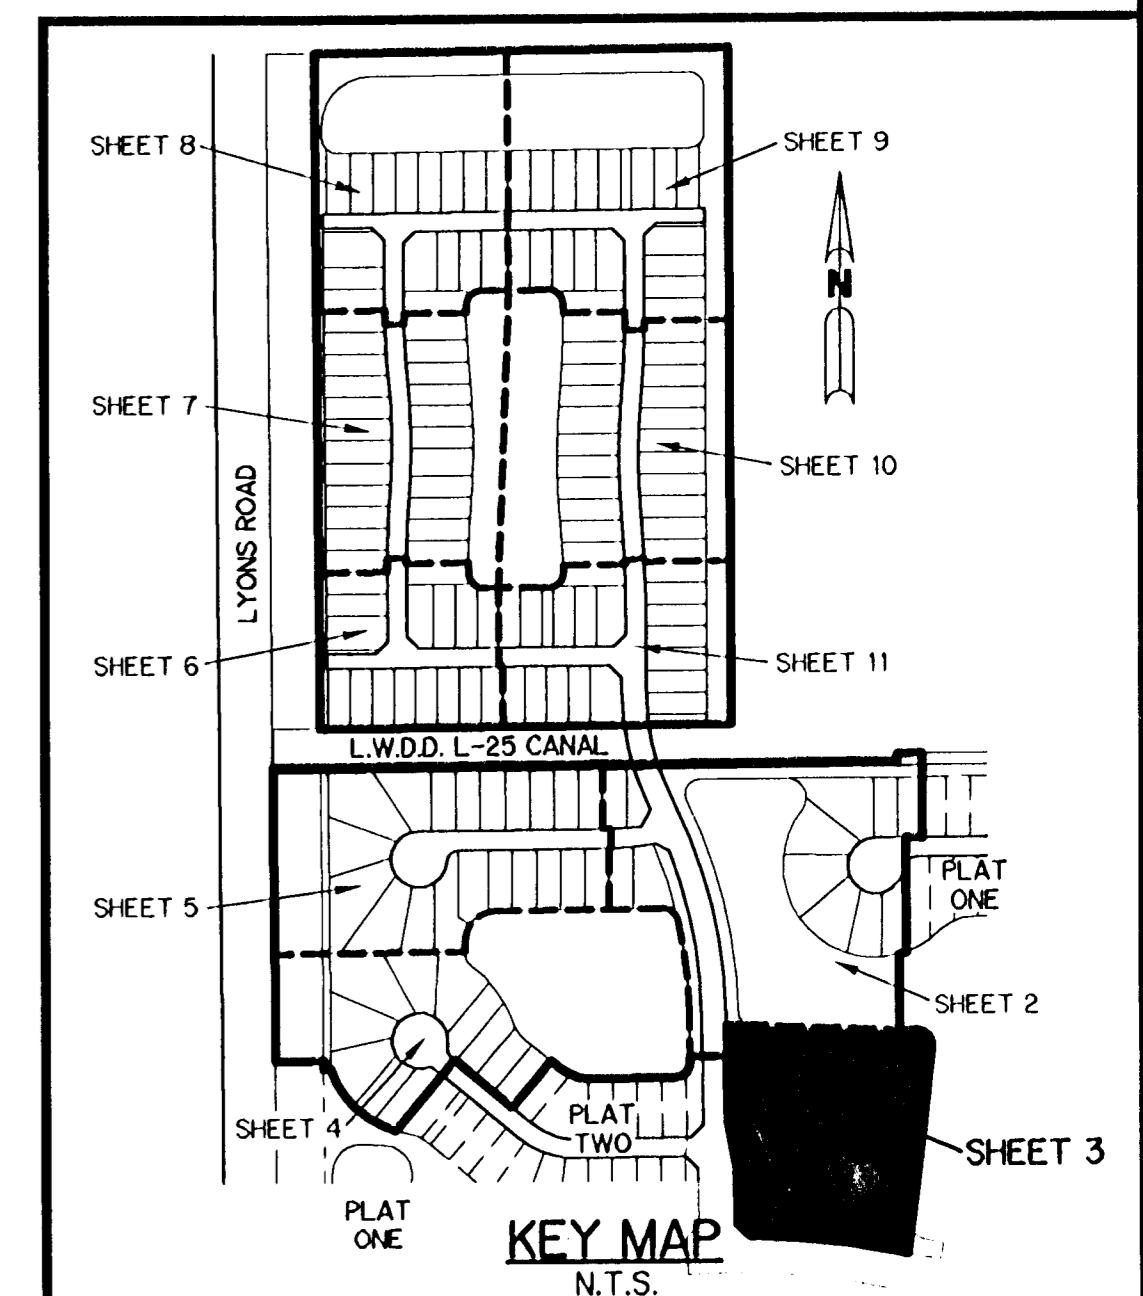 SHEET 8
SHEET 9
N
SHEET 7
SHEET 10
LYONS ROAD
SHEET 6
SHEET 11
L.W.D.D. L-25 CANAL
PLAT
ONE
SHEET 5
SHEET 2
SHEET 4
PLAT
TWO
SHEET 3
PLAT
ONE
KEY MAP
N.T.S.